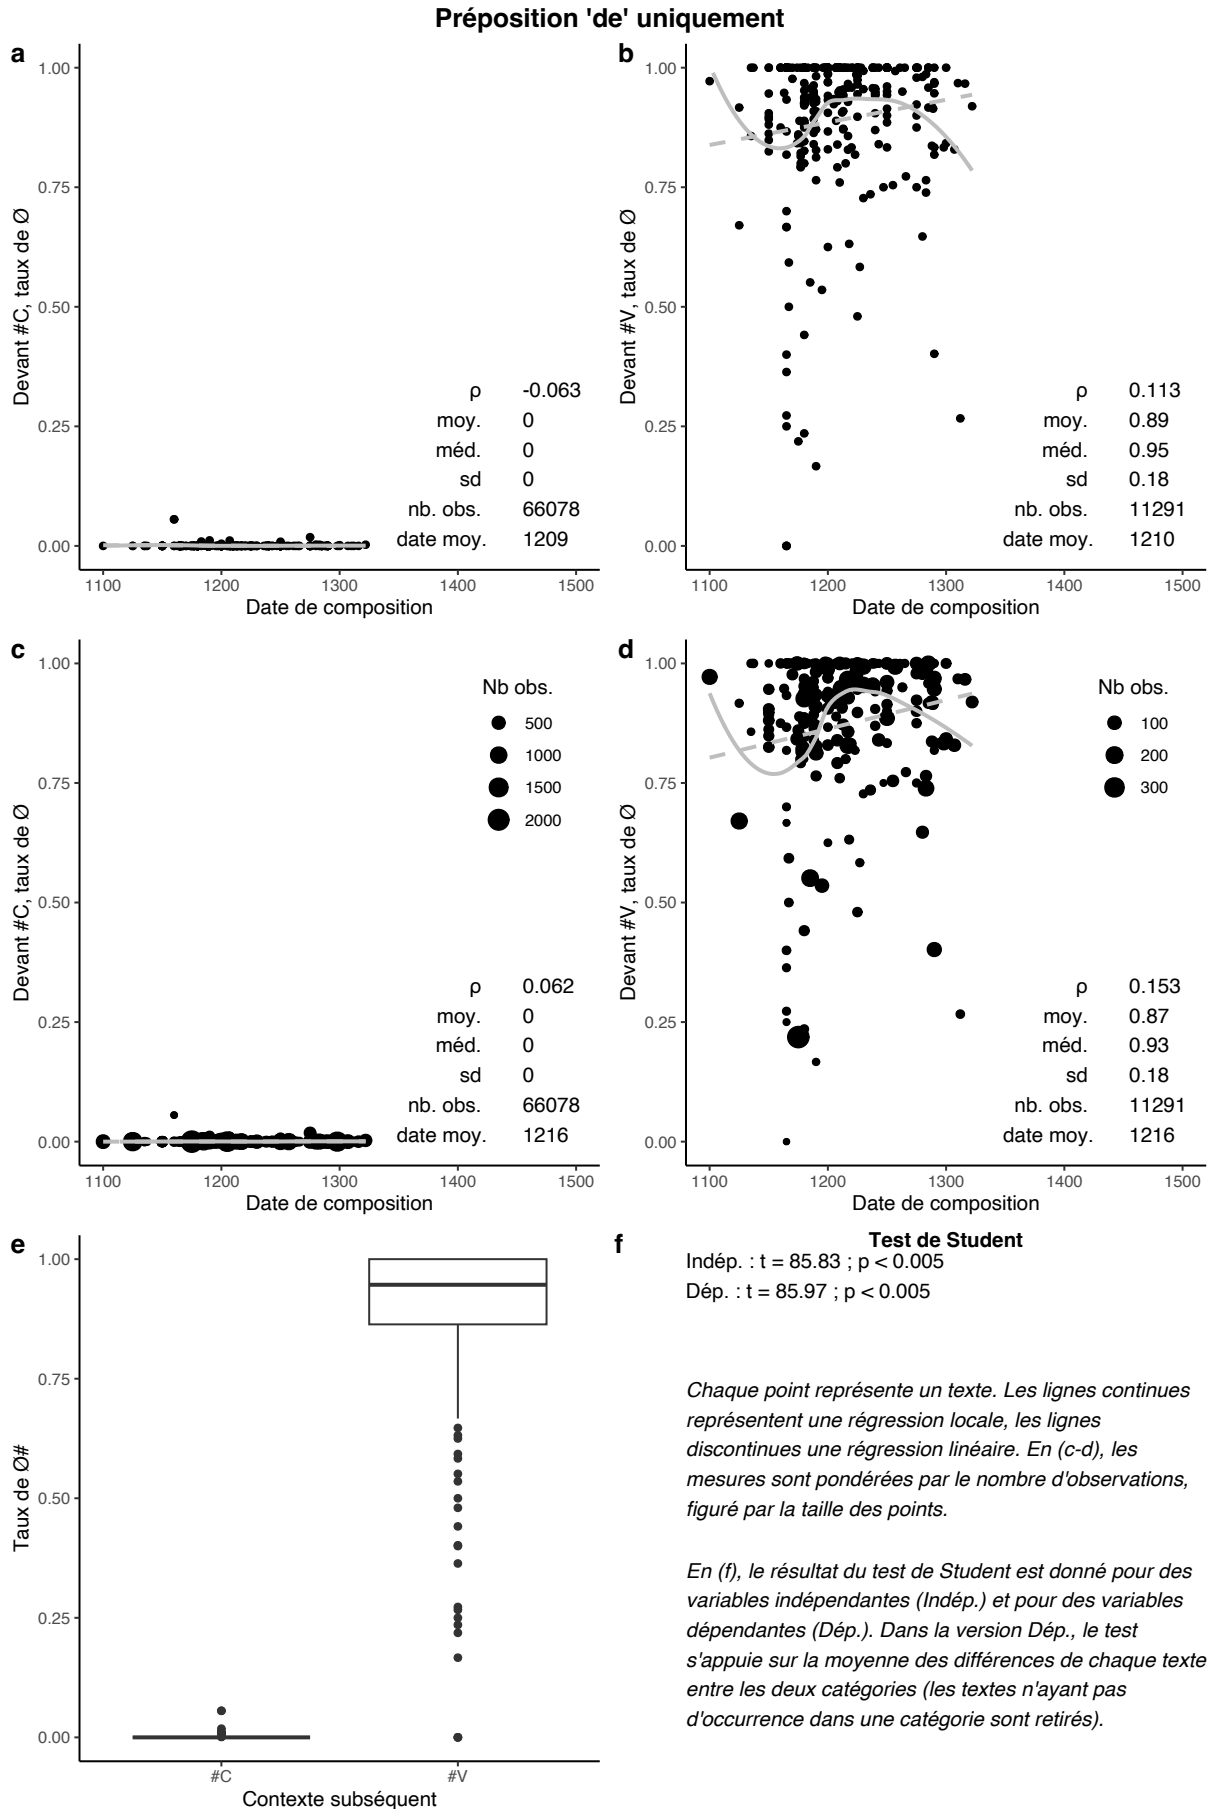 Préposition 'de' uniquement
a
Devant #C, taux de Ø
1.00
0.75
0.50
0.25
0.00
ρ -0.063
moy. 0
méd. 0
sd 0
nb. obs. 66078
date moy. 1209
1100 1200 1300 1400 1500
Date de composition
b
Devant #V, taux de Ø
1.00
0.75
0.50
0.25
0.00
ρ 0.113
moy. 0.89
méd. 0.95
sd 0.18
nb. obs. 11291
date moy. 1210
1100 1200 1300 1400 1500
Date de composition
c
Devant #C, taux de Ø
1.00
0.75
0.50
0.25
0.00
Nb obs.
500
1000
1500
2000
ρ 0.062
moy. 0
méd. 0
sd 0
nb. obs. 66078
date moy. 1216
1100 1200 1300 1400 1500
Date de composition
d
Devant #V, taux de Ø
1.00
0.75
0.50
0.25
0.00
Nb obs.
100
200
300
ρ 0.153
moy. 0.87
méd. 0.93
sd 0.18
nb. obs. 11291
date moy. 1216
1100 1200 1300 1400 1500
Date de composition
e
Taux de Ø#
1.00
0.75
0.50
0.25
0.00
#C #V
Contexte subséquent
f
Test de Student
Indép. : t = 85.83 ; p < 0.005
Dép. : t = 85.97 ; p < 0.005
Chaque point représente un texte. Les lignes continues
représentent une régression locale, les lignes
discontinues une régression linéaire. En (c-d), les
mesures sont pondérées par le nombre d'observations,
figuré par la taille des points.
En (f), le résultat du test de Student est donné pour des
variables indépendantes (Indép.) et pour des variables
dépendantes (Dép.). Dans la version Dép., le test
s'appuie sur la moyenne des différences de chaque texte
entre les deux catégories (les textes n'ayant pas
d'occurrence dans une catégorie sont retirés).